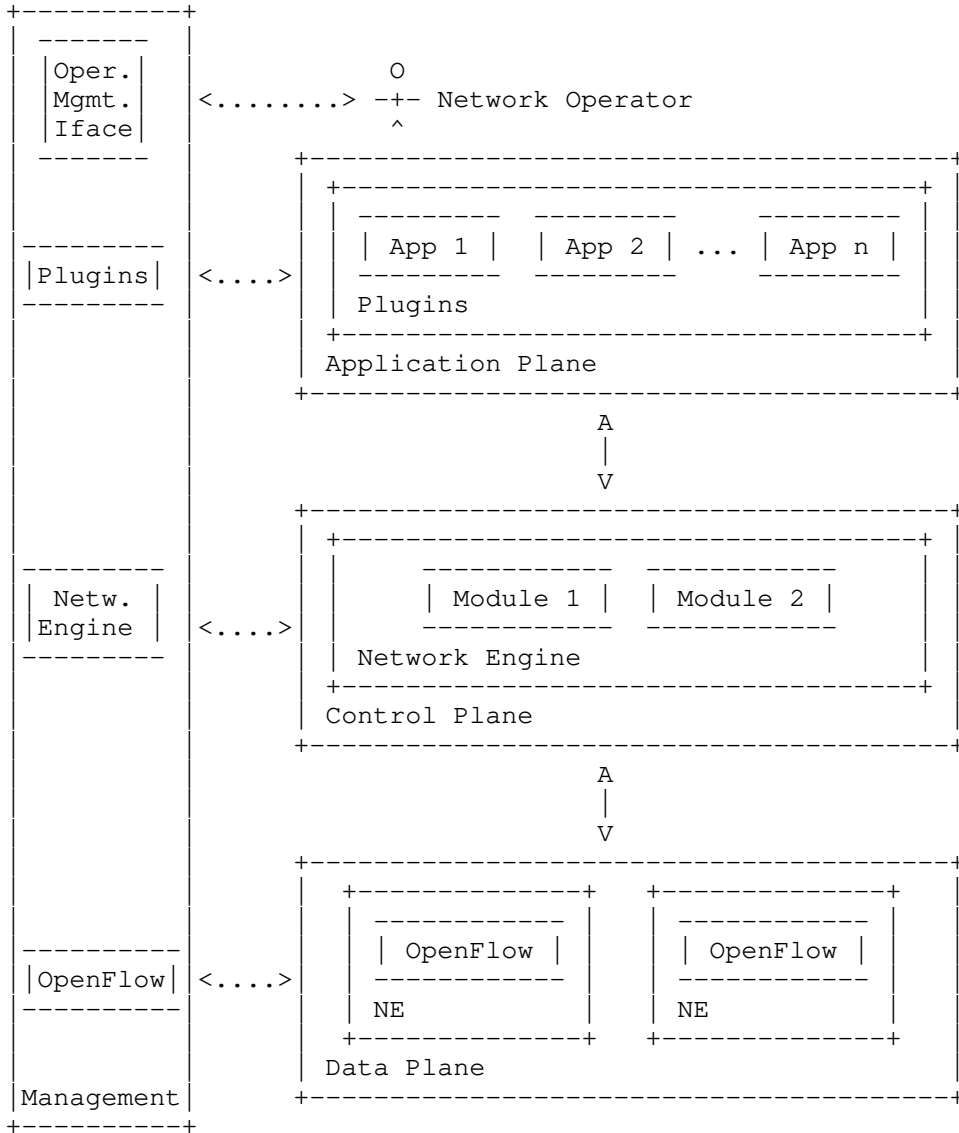 Oper.
Mgmt.
Iface
O
<........> -+- Network Operator
^
App 1
App 2
...
App n
Plugins
<....>
Plugins
Application Plane
A
V
Module 1
Module 2
Netw.
Engine
<....>
Network Engine
Control Plane
A
V
OpenFlow
OpenFlow
OpenFlow
<....>
NE
NE
Data Plane
Management